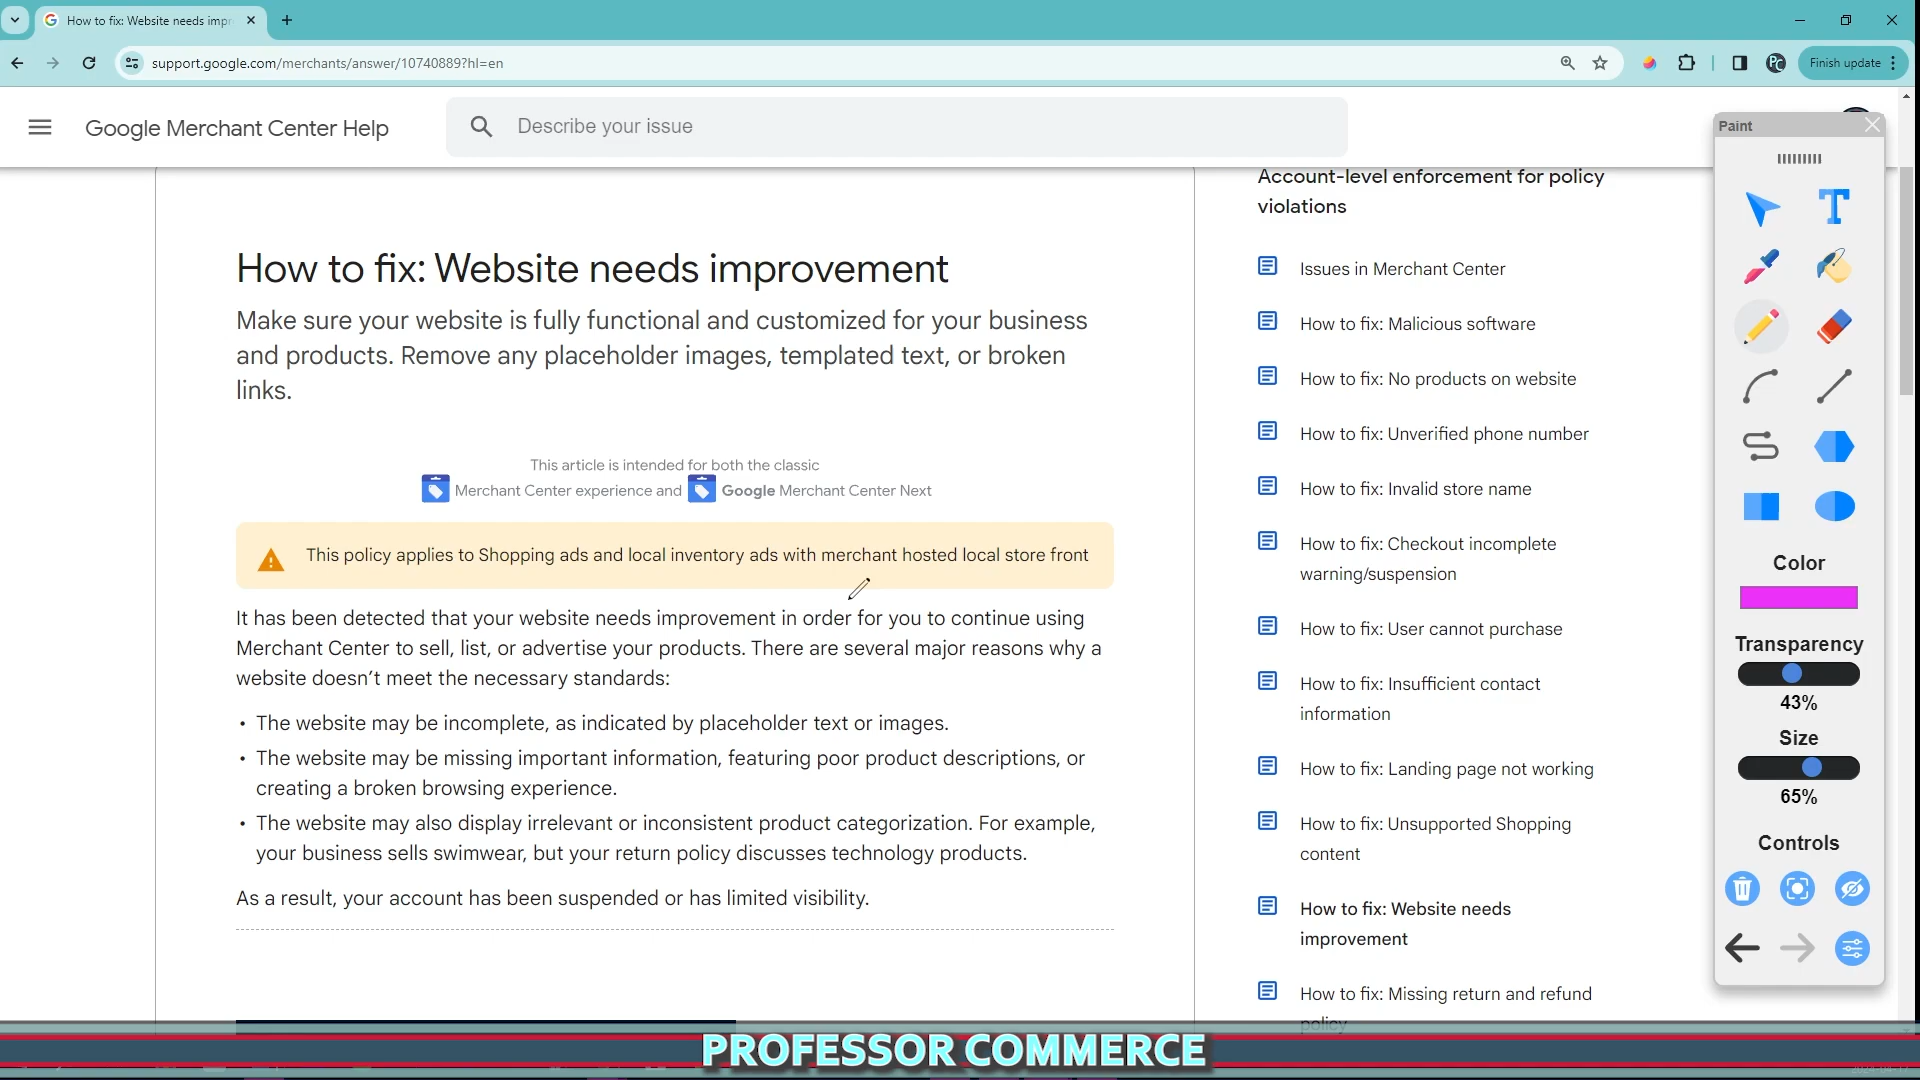 How to fix: Website needs impr
support.google.com/merchants/answer/10740889?hl=en
Finish update
Google Merchant Center Help
Describe your issue
Paint
Account-level enforcement for policy
violations
How to fix: Website needs improvement
Make sure your website is fully functional and customized for your business
and products. Remove any placeholder images, templated text, or broken
links.
This article is intended for both the classic
Merchant Center experience and Google Merchant Center Next
This policy applies to Shopping ads and local inventory ads with merchant hosted local store front
It has been detected that your website needs improvement in order for you to continue using
Merchant Center to sell, list, or advertise your products. There are several major reasons why a
website doesn’t meet the necessary standards:
• The website may be incomplete, as indicated by placeholder text or images.
• The website may be missing important information, featuring poor product descriptions, or
creating a broken browsing experience.
• The website may also display irrelevant or inconsistent product categorization. For example,
your business sells swimwear, but your return policy discusses technology products.
As a result, your account has been suspended or has limited visibility.
Issues in Merchant Center
How to fix: Malicious software
How to fix: No products on website
How to fix: Unverified phone number
How to fix: Invalid store name
How to fix: Checkout incomplete
warning/suspension
How to fix: User cannot purchase
How to fix: Insufficient contact
information
How to fix: Landing page not working
How to fix: Unsupported Shopping
content
How to fix: Website needs
improvement
How to fix: Missing return and refund
policy
T
Color
Transparency
43%
Size
65%
Controls
PROFESSOR COMMERCE